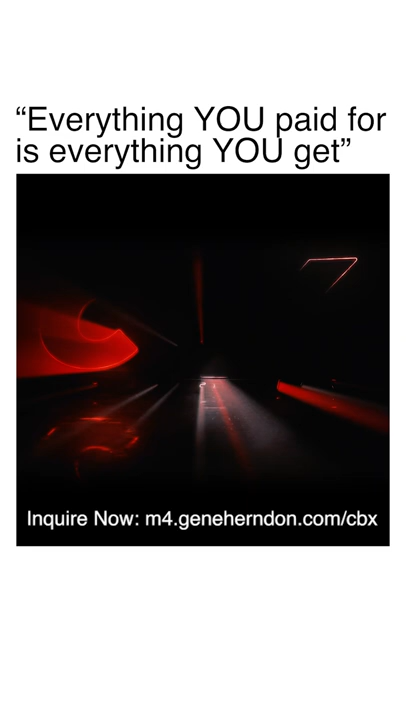 “Everything YOU paid for
is everything YOU get”
Inquire Now: m4.geneherndon.com/cbx